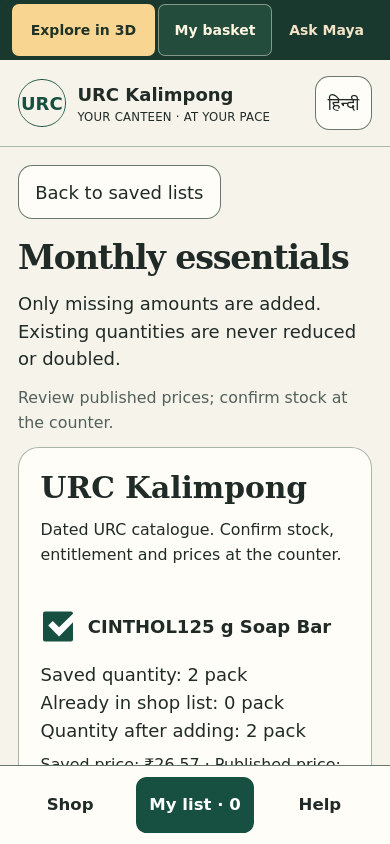 Explore in 3D
My basket
Ask Maya
URC
URC Kalimpong
YOUR CANTEEN · AT YOUR PACE
हिन्दी
Back to saved lists
Monthly essentials
Only missing amounts are added.
Existing quantities are never reduced
or doubled.
Review published prices; confirm stock at
the counter.
URC Kalimpong
Dated URC catalogue. Confirm stock,
entitlement and prices at the counter.
CINTHOL125 g Soap Bar
Saved quantity: 2 pack
Already in shop list: 0 pack
Quantity after adding: 2 pack
Saved price: ₹26.57 · Published price:
Shop
My list · 0
Help